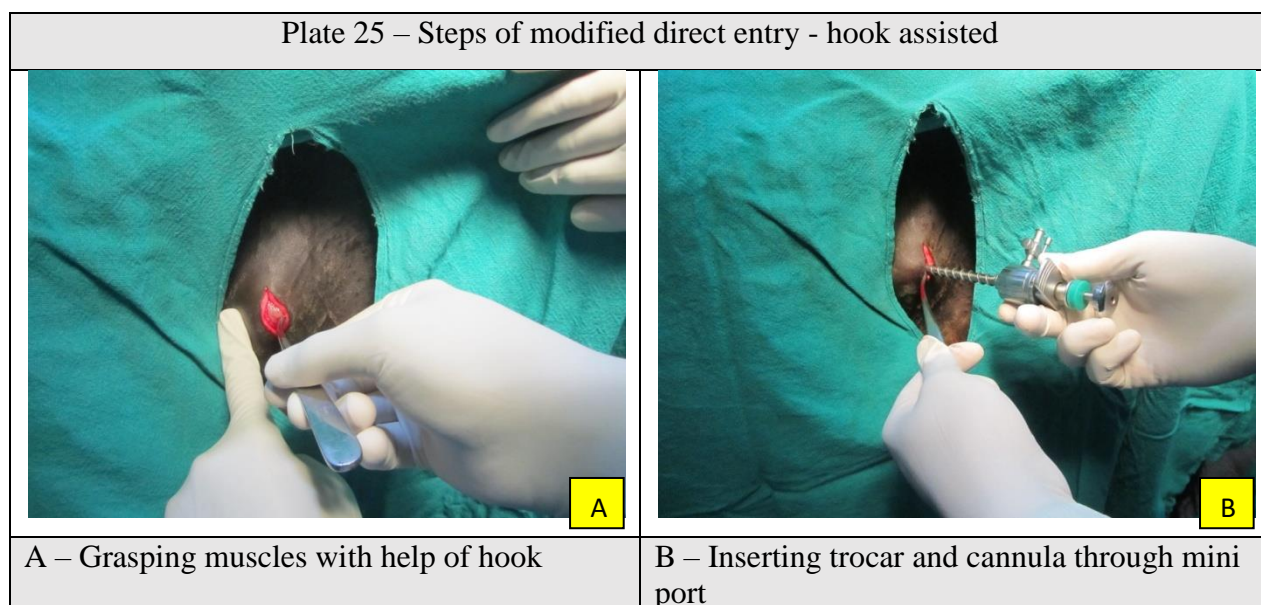 Plate 25 – Steps of modified direct entry - hook assisted
A
B
A – Grasping muscles with help of hook
B – Inserting trocar and cannula through mini
port